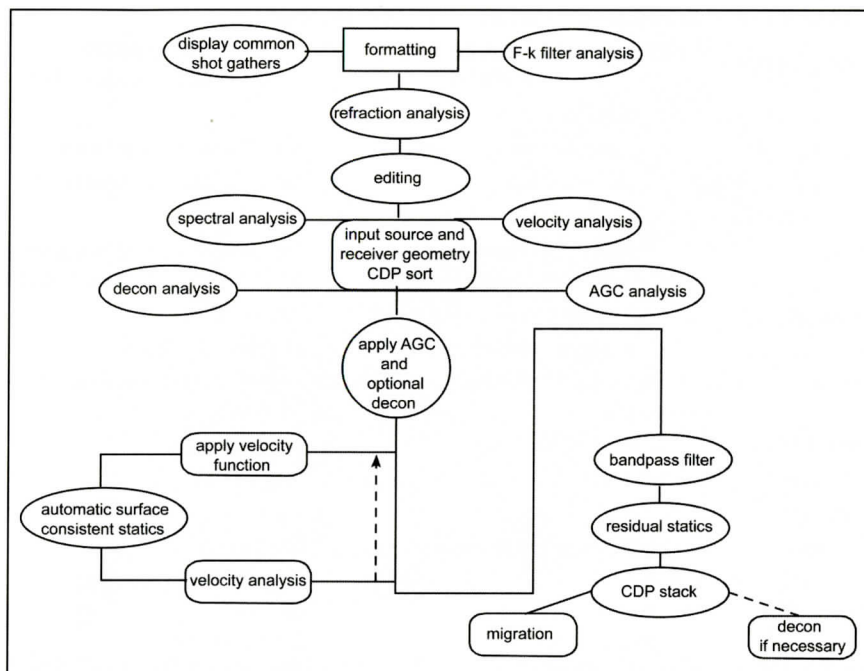 display common
shot gathers
formatting
F-k filter analysis
refraction analysis
editing
spectral analysis
velocity analysis
input source and
receiver geometry
CDP sort
decon analysis
AGC analysis
apply AGC
and
optional
decon
apply velocity
function
automatic surface
consistent statics
velocity analysis
bandpass filter
residual statics
CDP stack
migration
decon
if necessary